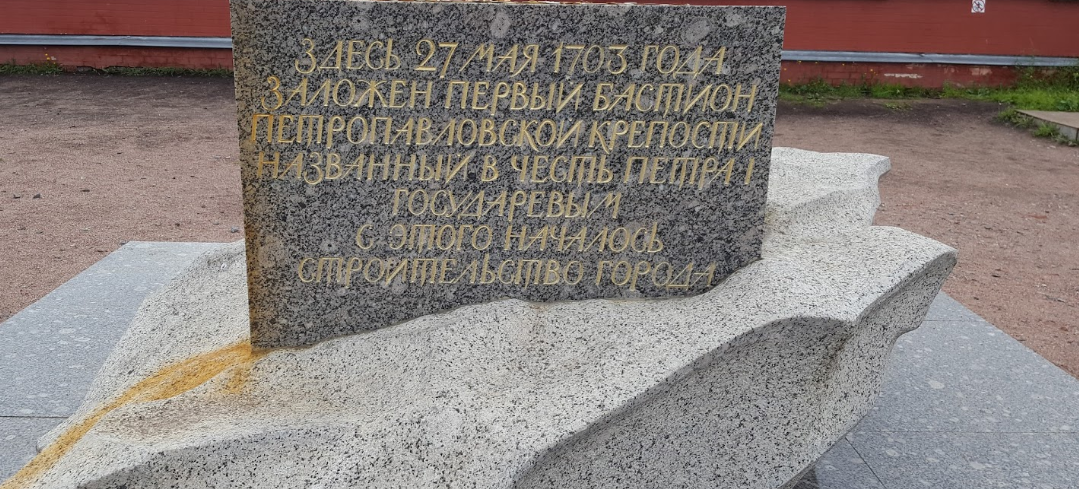 ЗДЕСЬ 27 МАЯ 1703 ГОДА
ЗАЛОЖЕН ПЕРВЫЙ БАСТИОН
ПЕТРОПАВЛОВСКОЙ КРЕПОСТИ
НАЗВАННЫЙ В ЧЕСТЬ ПЕТРА I
ГОСУДАРЕВЫМ
С ЭТОГО НАЧАЛОСЬ
СТРОИТЕЛЬСТВО ГОРОДА